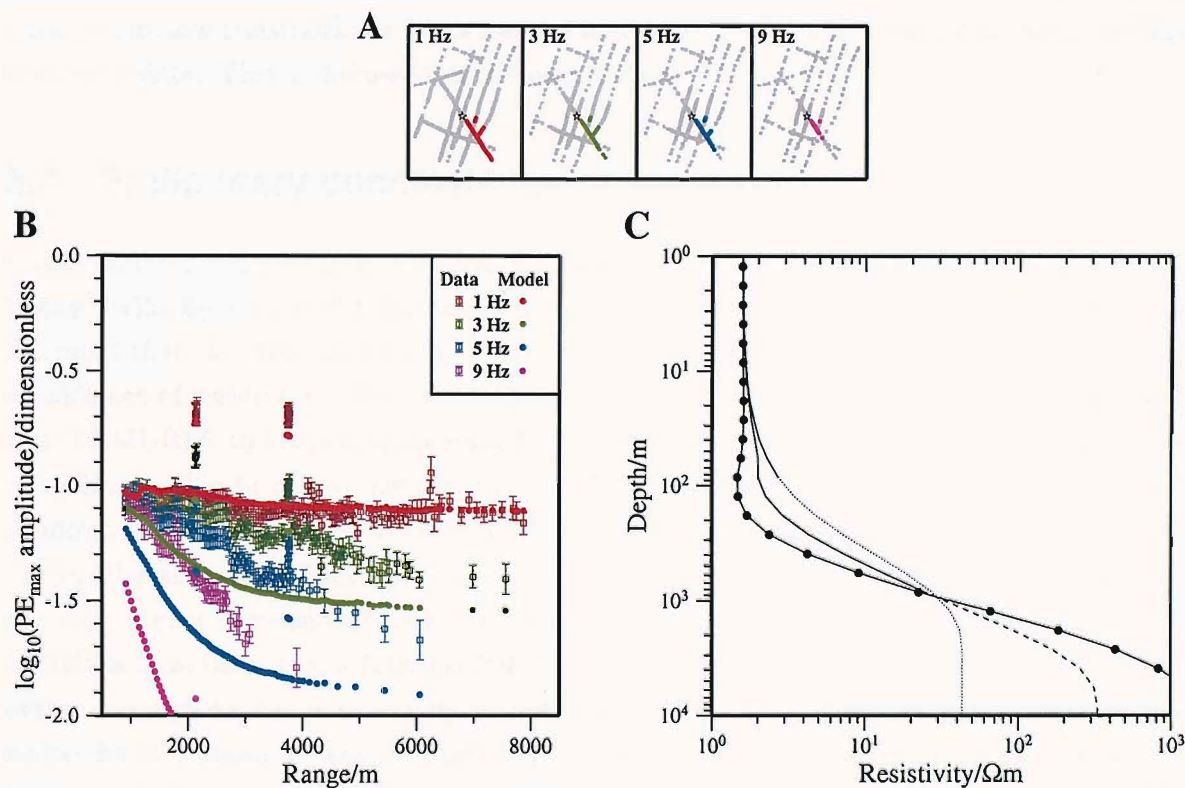 A
1 Hz 3 Hz 5 Hz 9 Hz
B
0.0
-0.5
-1.0
-1.5
-2.0
log10(PEmax amplitude)/dimensionless
Data Model
1 Hz
3 Hz
5 Hz
9 Hz
2000 4000 6000 8000
Range/m
C
10^0
10^1
10^2
10^3
10^4
Depth/m
10^0 10^1 10^2 10^3
Resistivity/Ωm